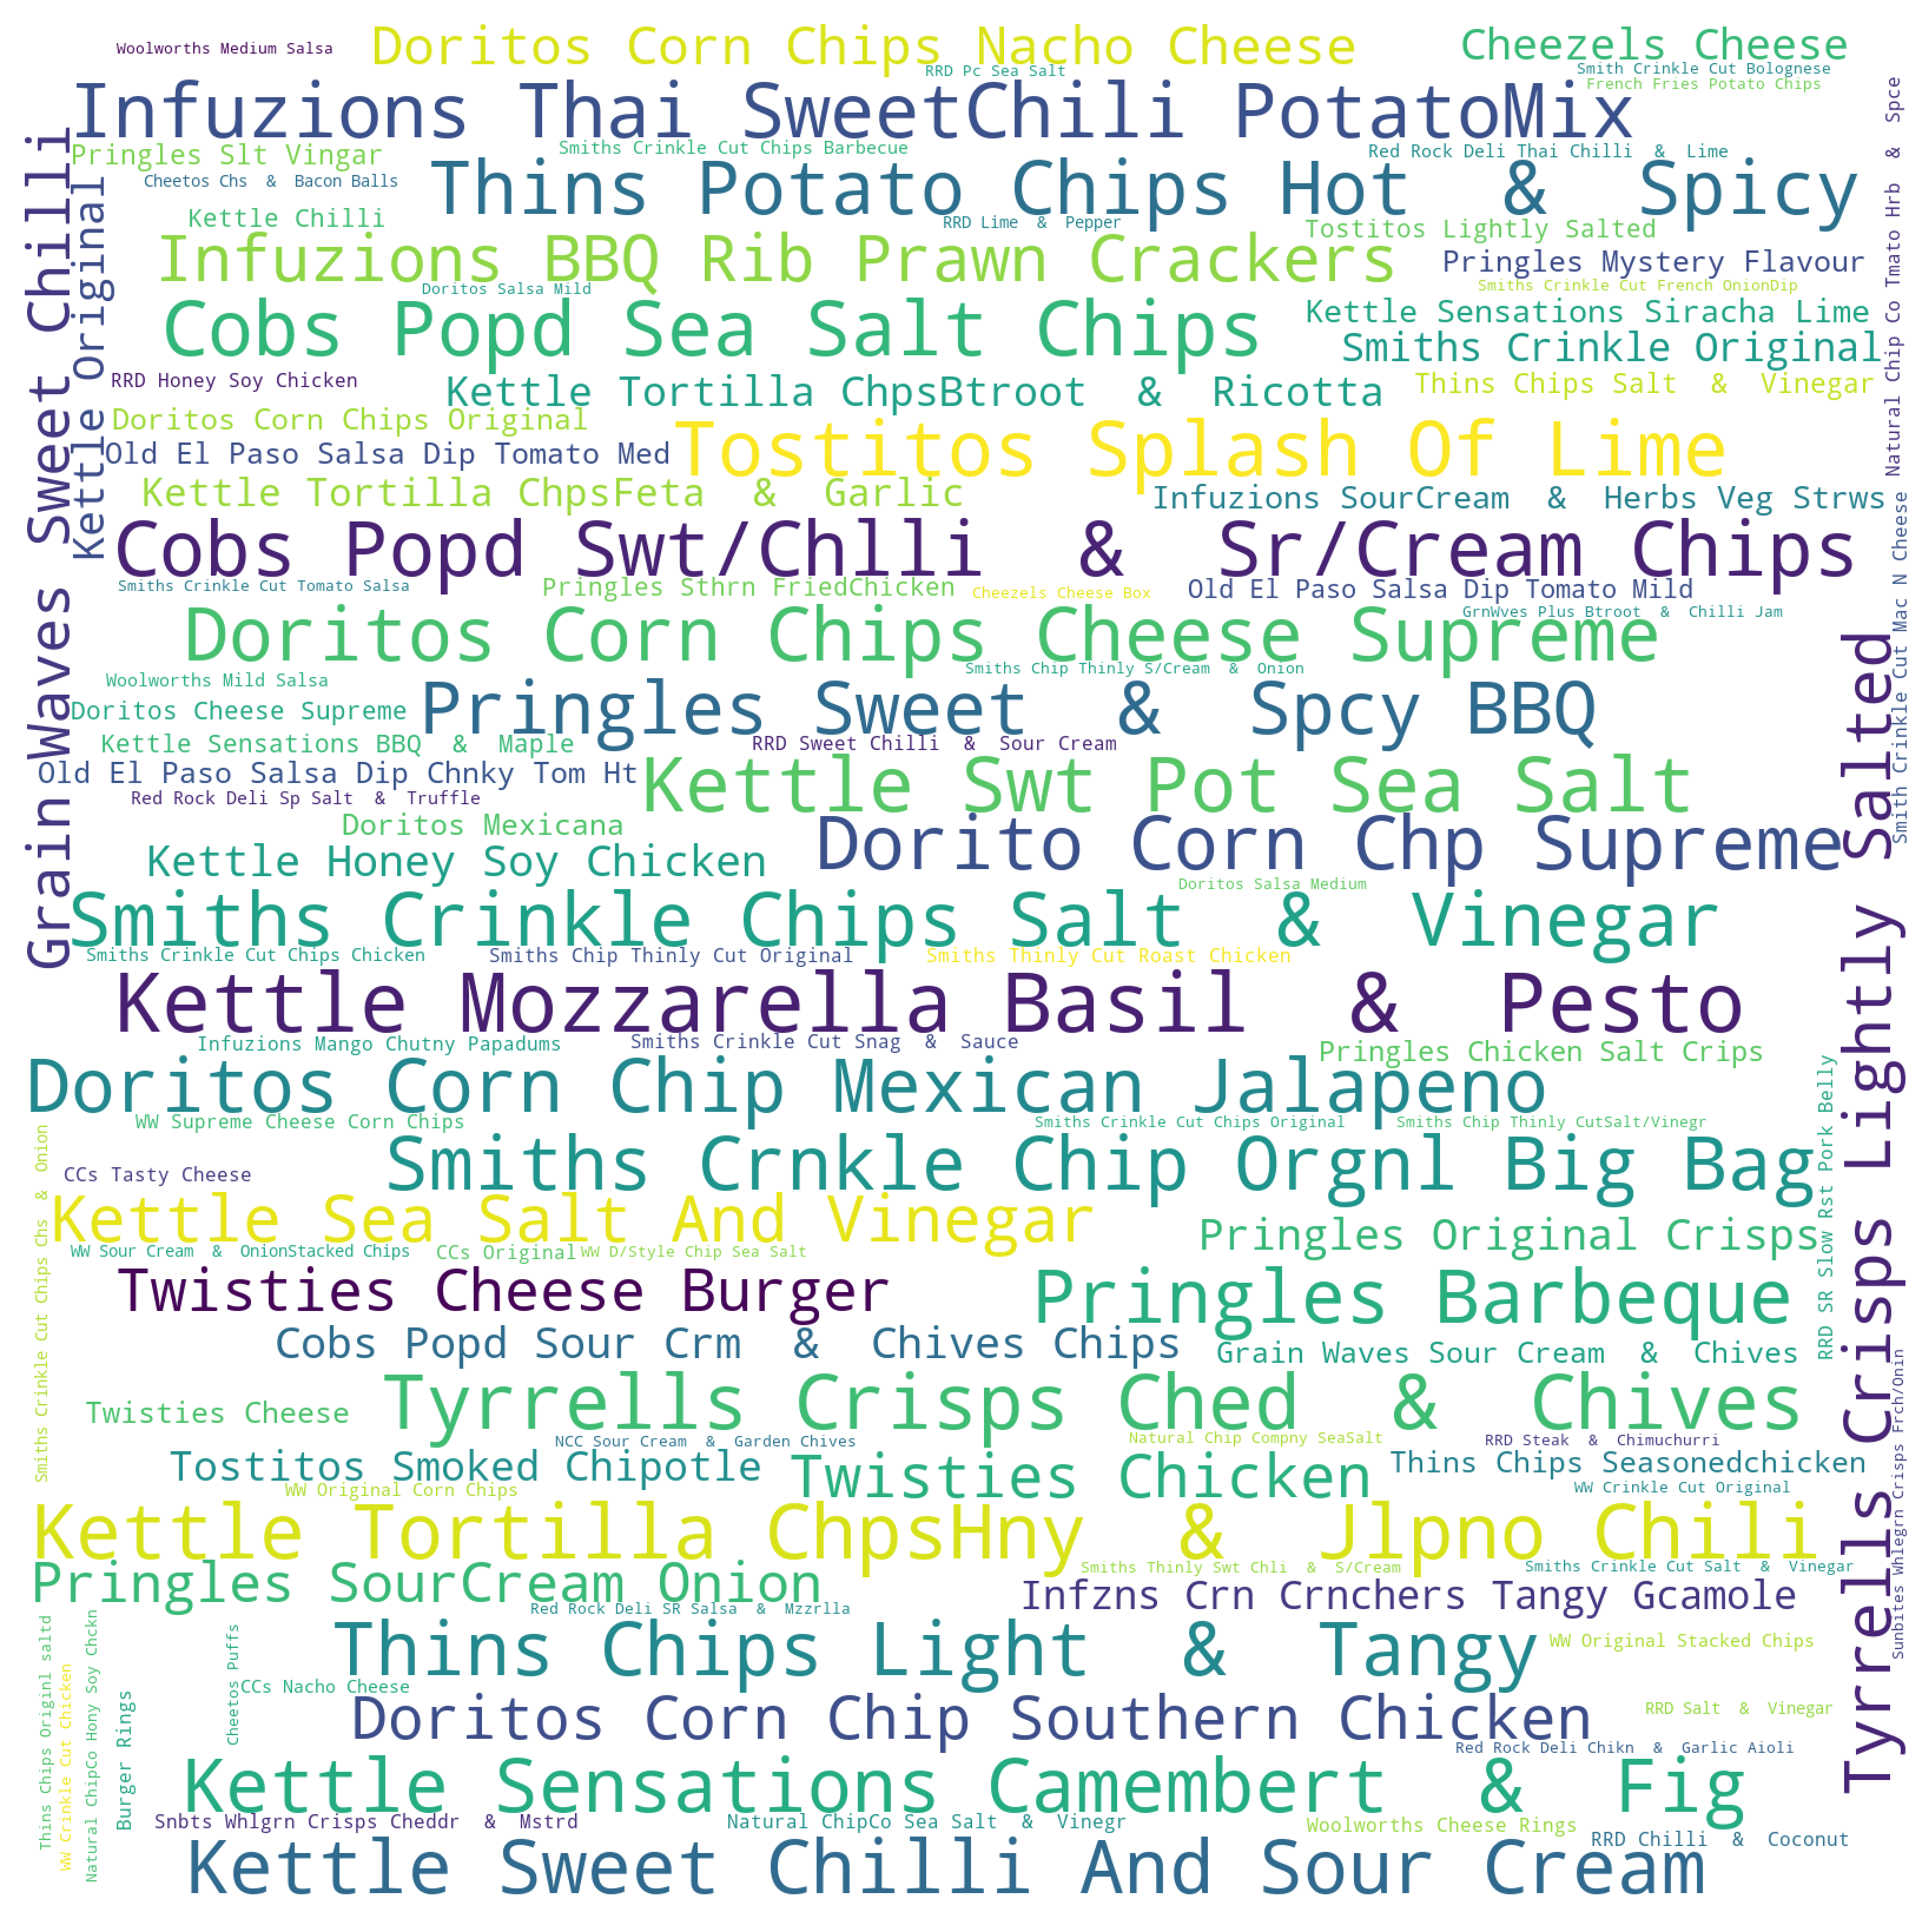 Woolworths Medium Salsa
Doritos Corn Chips Nacho Cheese
Cheezels Cheese
RRD Pc Sea Salt
Smith Crinkle Cut Bolognese
French Fries Potato Chips
Infuzions Thai SweetChili PotatoMix
Smiths Crinkle Cut Chips Barbecue
Pringles Slt Vingar
Red Rock Deli Thai Chilli & Lime
Cheetos Chs & Bacon Balls
Thins Potato Chips Hot & Spicy
Kettle Chilli
RRD Lime & Pepper
Tostitos Lightly Salted
Infuzions BBQ Rib Prawn Crackers
Pringles Mystery Flavour
Doritos Salsa Mild
Smiths Crinkle Cut French OnionDip
Cobs Popd Sea Salt Chips
Kettle Sensations Siracha Lime
Smiths Crinkle Original
RRD Honey Soy Chicken
Kettle Tortilla ChpsBtroot & Ricotta
Thins Chips Salt & Vinegar
Doritos Corn Chips Original
Old El Paso Salsa Dip Tomato Med
Tostitos Splash Of Lime
Kettle Tortilla ChpsFeta & Garlic
Infuzions SourCream & Herbs Veg Strws
Cobs Popd Swt/Chlli & Sr/Cream Chips
Smiths Crinkle Cut Tomato Salsa
Pringles Sthrn FriedChicken
Cheezels Cheese Box
Old El Paso Salsa Dip Tomato Mild
GrnWves Plus Btroot & Chilli Jam
Doritos Corn Chips Cheese Supreme
Smiths Chip Thinly S/Cream & Onion
Woolworths Mild Salsa
Doritos Cheese Supreme
Pringles Sweet & Spcy BBQ
Kettle Sensations BBQ & Maple
RRD Sweet Chilli & Sour Cream
Old El Paso Salsa Dip Chnky Tom Ht
Kettle Swt Pot Sea Salt
Red Rock Deli Sp Salt & Truffle
Doritos Mexicana
Dorito Corn Chp Supreme
Kettle Honey Soy Chicken
Doritos Salsa Medium
Smiths Crinkle Chips Salt & Vinegar
Smiths Crinkle Cut Chips Chicken
Smiths Chip Thinly Cut Original
Smiths Thinly Cut Roast Chicken
Kettle Mozzarella Basil & Pesto
Infuzions Mango Chutny Papadums
Smiths Crinkle Cut Snag & Sauce
Pringles Chicken Salt Crips
Doritos Corn Chip Mexican Jalapeno
WW Supreme Cheese Corn Chips
Smiths Crinkle Cut Chips Original
Smiths Chip Thinly CutSalt/Vinegr
Smiths Crnkle Chip Orgnl Big Bag
CCs Tasty Cheese
Kettle Sea Salt And Vinegar
Pringles Original Crisps
WW Sour Cream & OnionStacked Chips
CCs Original
WW D/Style Chip Sea Salt
Twisties Cheese Burger
Pringles Barbeque
Cobs Popd Sour Crm & Chives Chips
Grain Waves Sour Cream & Chives
Tyrrells Crisps Ched & Chives
Twisties Cheese
NCC Sour Cream & Garden Chives
Natural Chip Compny SeaSalt
RRD Steak & Chimuchurri
Tostitos Smoked Chipotle
Twisties Chicken
Thins Chips Seasonedchicken
WW Original Corn Chips
WW Crinkle Cut Original
Kettle Tortilla ChpsHny & Jlpno Chili
Smiths Thinly Swt Chli & S/Cream
Smiths Crinkle Cut Salt & Vinegar
Pringles SourCream Onion
Infzns Crn Crnchers Tangy Gcamole
Red Rock Deli SR Salsa & Mzzrlla
Thins Chips Light & Tangy
WW Original Stacked Chips
CCs Nacho Cheese
Doritos Corn Chip Southern Chicken
RRD Salt & Vinegar
Red Rock Deli Chikn & Garlic Aioli
Kettle Sensations Camembert & Fig
Snbts Whlgrn Crisps Cheddr & Mstrd
Natural ChipCo Sea Salt & Vinegr
Woolworths Cheese Rings
RRD Chilli & Coconut
Kettle Sweet Chilli And Sour Cream
Grain Waves Sweet Chilli
Kettle Original
Smiths Crinkle Cut Chips Chs & Onion
Thins Chips Originl saltd
WW Crinkle Cut Chicken
Natural ChipCo Hony Soy Chckn
Burger Rings
Cheetos Puffs
Natural Chip Co Tmato Hrb & Spce
Smith Crinkle Cut Mac N Cheese
Tyrrells Crisps Lightly Salted
RRD SR Slow Rst Pork Belly
Sunbites Whlegrn Crisps Frch/Onin